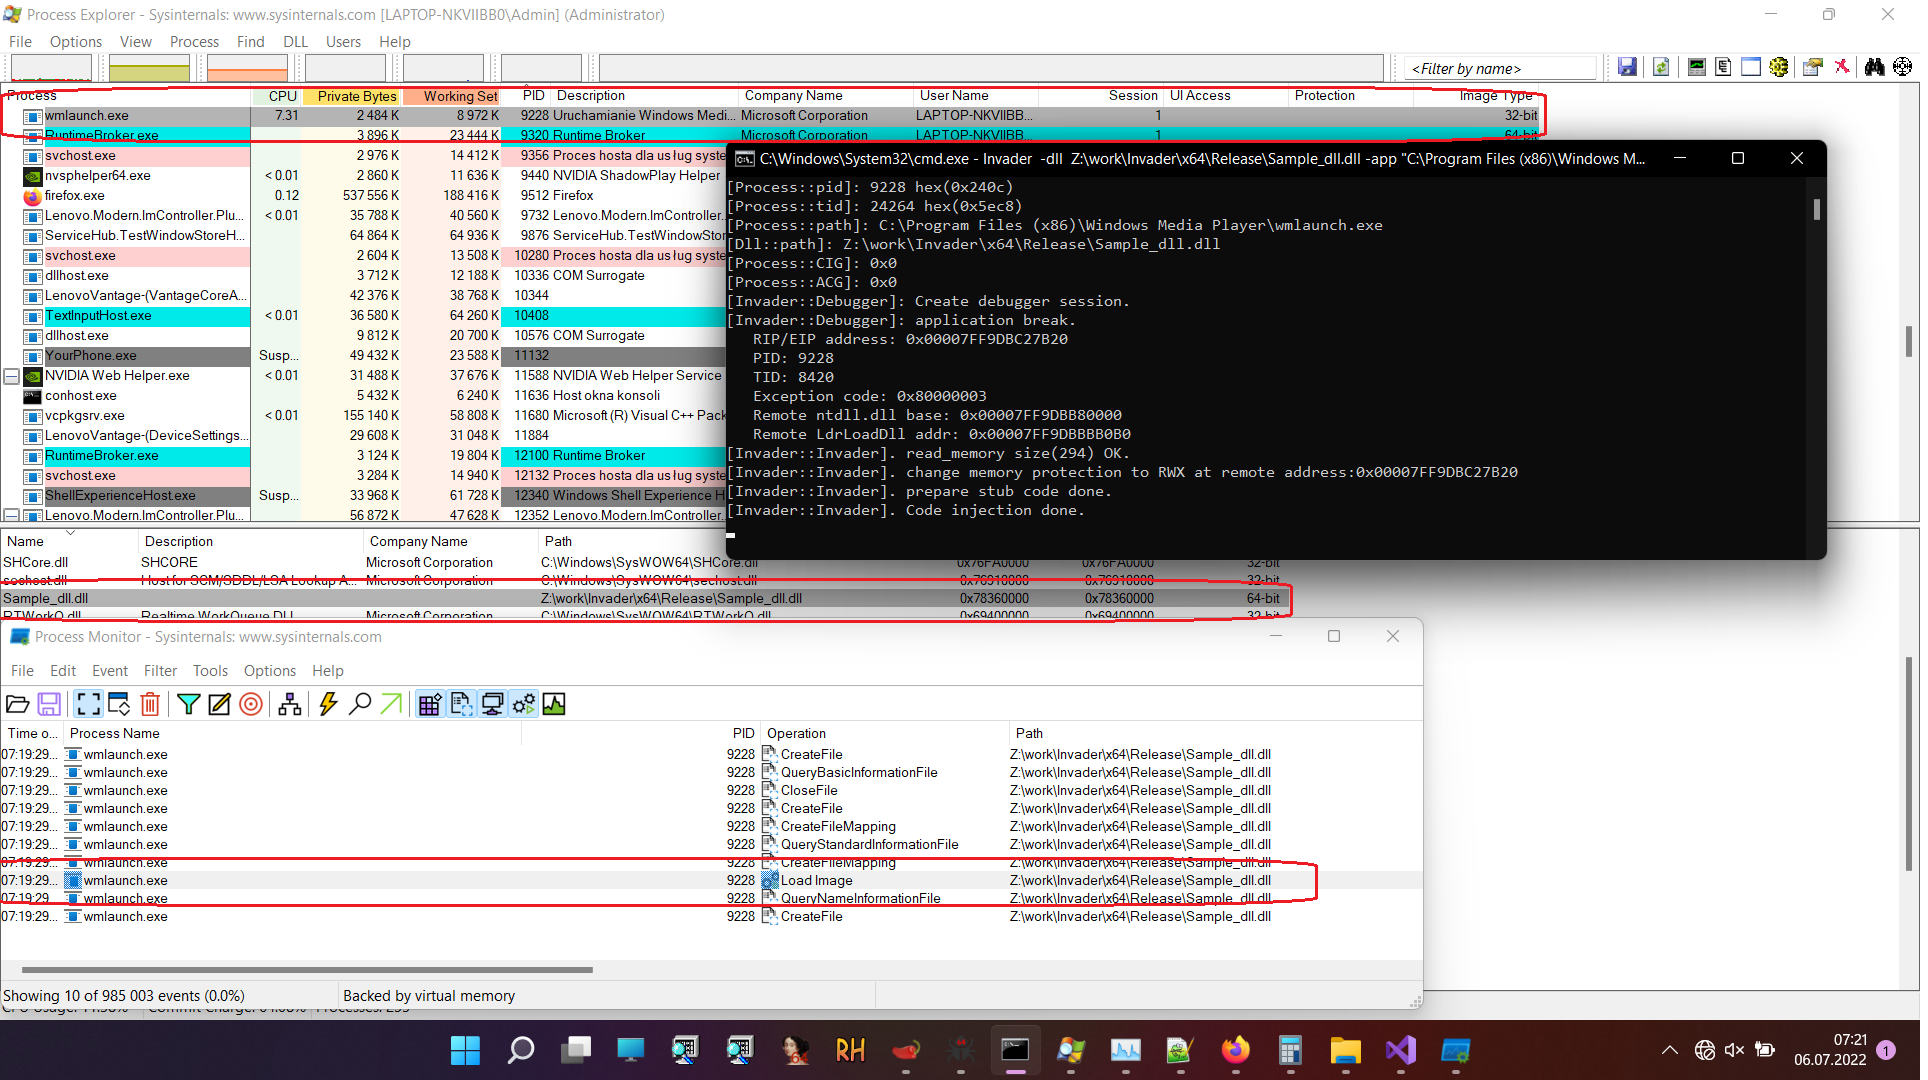 Process Explorer - Sysinternals: www.sysinternals.com [LAPTOP-NKVIIBB0\Admin] (Administrator)
File Options View Process Find DLL Users Help
<Filter by name>
Process CPU Private Bytes Working Set PID Description Company Name User Name Session UI Access Protection Image Type
wmlaunch.exe 7.31 2 484 K 8 972 K 9228 Uruchamianie Windows Medi... Microsoft Corporation LAPTOP-NKVIIBB... 1 32-bit
RuntimeBroker.exe 3 896 K 23 444 K 9320 Runtime Broker Microsoft Corporation LAPTOP-NKVIIBB... 1 64-bit
svchost.exe 2 976 K 14 412 K 9356 Proces hosta dla usług syste
nvsphelper64.exe < 0.01 2 860 K 11 636 K 9440 NVIDIA ShadowPlay Helper
firefox.exe 0.12 537 556 K 188 416 K 9512 Firefox
Lenovo.Modern.ImController.Plu... < 0.01 35 788 K 40 560 K 9732 Lenovo.Modern.ImController.
ServiceHub.TestWindowStoreH... 64 864 K 64 936 K 9876 ServiceHub.TestWindowStor
svchost.exe 2 604 K 13 508 K 10280 Proces hosta dla usług syste
dllhost.exe 3 712 K 12 188 K 10336 COM Surrogate
LenovoVantage-(VantageCoreA... 42 376 K 38 768 K 10344
TextInputHost.exe < 0.01 36 580 K 64 260 K 10408
dllhost.exe 9 812 K 20 700 K 10576 COM Surrogate
YourPhone.exe Susp... 49 432 K 23 588 K 11132
NVIDIA Web Helper.exe < 0.01 31 488 K 37 676 K 11588 NVIDIA Web Helper Service
conhost.exe 5 432 K 6 240 K 11636 Host okna konsoli
vcpkgsrv.exe < 0.01 155 140 K 58 808 K 11680 Microsoft (R) Visual C++ Pack
LenovoVantage-(DeviceSettings... 29 608 K 31 048 K 11884
RuntimeBroker.exe 3 124 K 19 804 K 12100 Runtime Broker
svchost.exe 3 284 K 14 940 K 12132 Proces hosta dla usług syste
ShellExperienceHost.exe Susp... 33 968 K 61 728 K 12340 Windows Shell Experience H
Lenovo.Modern.ImController.Plu... 56 872 K 47 628 K 12352 Lenovo.Modern.ImController.
C:\Windows\System32\cmd.exe - Invader -dll Z:\work\Invader\x64\Release\Sample_dll.dll -app "C:\Program Files (x86)\Windows M...
[Process::pid]: 9228 hex(0x240c)
[Process::tid]: 24264 hex(0x5ec8)
[Process::path]: C:\Program Files (x86)\Windows Media Player\wmlaunch.exe
[Dll::path]: Z:\work\Invader\x64\Release\Sample_dll.dll
[Process::CIG]: 0x0
[Process::ACG]: 0x0
[Invader::Debugger]: Create debugger session.
[Invader::Debugger]: application break.
RIP/EIP address: 0x00007FF9DBC27B20
PID: 9228
TID: 8420
Exception code: 0x80000003
Remote ntdll.dll base: 0x00007FF9DBB80000
Remote LdrLoadDll addr: 0x00007FF9DBBBB0B0
[Invader::Invader]. read_memory size(294) OK.
[Invader::Invader]. change memory protection to RWX at remote address:0x00007FF9DBC27B20
[Invader::Invader]. prepare stub code done.
[Invader::Invader]. Code injection done.
Name Description Company Name Path
SHCore.dll SHCORE Microsoft Corporation C:\Windows\SysWOW64\SHCore.dll 0x76FA0000 0x76FA0000 32-bit
sechost.dll Host for SCM/SDDL/LSA Lookup A... Microsoft Corporation C:\Windows\SysWOW64\sechost.dll 0x76910000 0x76910000 32-bit
Sample_dll.dll Z:\work\Invader\x64\Release\Sample_dll.dll 0x78360000 0x78360000 64-bit
RTWorkQ.dll Realtime WorkQueue DLL Microsoft Corporation C:\Windows\SysWOW64\RTWorkQ.dll 0x69400000 0x69400000 32-bit
Process Monitor - Sysinternals: www.sysinternals.com
File Edit Event Filter Tools Options Help
Time o... Process Name PID Operation Path
07:19:29... wmlaunch.exe 9228 CreateFile Z:\work\Invader\x64\Release\Sample_dll.dll
07:19:29... wmlaunch.exe 9228 QueryBasicInformationFile Z:\work\Invader\x64\Release\Sample_dll.dll
07:19:29... wmlaunch.exe 9228 CloseFile Z:\work\Invader\x64\Release\Sample_dll.dll
07:19:29... wmlaunch.exe 9228 CreateFile Z:\work\Invader\x64\Release\Sample_dll.dll
07:19:29... wmlaunch.exe 9228 CreateFileMapping Z:\work\Invader\x64\Release\Sample_dll.dll
07:19:29... wmlaunch.exe 9228 QueryStandardInformationFile Z:\work\Invader\x64\Release\Sample_dll.dll
07:19:29... wmlaunch.exe 9228 CreateFileMapping Z:\work\Invader\x64\Release\Sample_dll.dll
07:19:29... wmlaunch.exe 9228 Load Image Z:\work\Invader\x64\Release\Sample_dll.dll
07:19:29... wmlaunch.exe 9228 QueryNameInformationFile Z:\work\Invader\x64\Release\Sample_dll.dll
07:19:29... wmlaunch.exe 9228 CreateFile Z:\work\Invader\x64\Release\Sample_dll.dll
Showing 10 of 985 003 events (0.0%) Backed by virtual memory
RH
07:21
06.07.2022
1